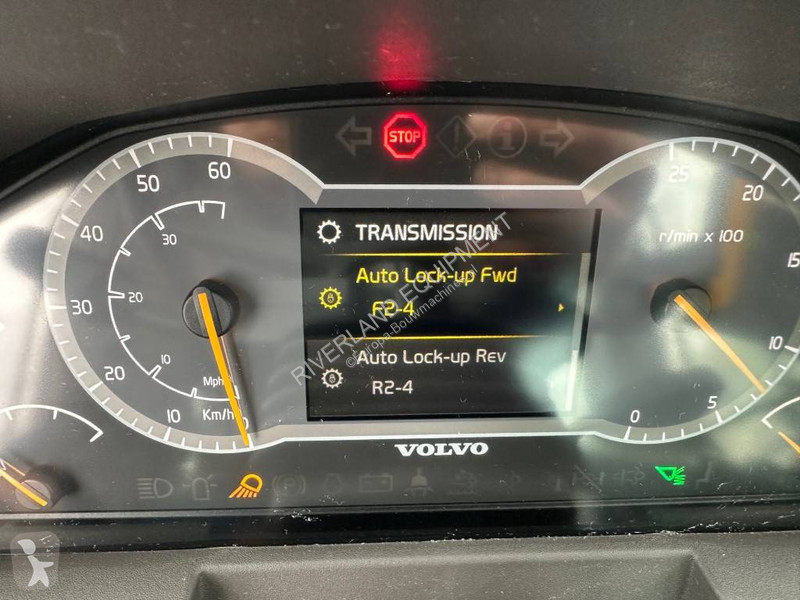 STOP
60
50
40
30
20
10
0
30
20
10
Mph
Km/h
TRANSMISSION
Auto Lock-up Fwd
R2-4
Auto Lock-up Rev
R2-4
25
20
15
10
5
0
r/min x 100
VOLVO
RIVERLAND EQUIPMENT